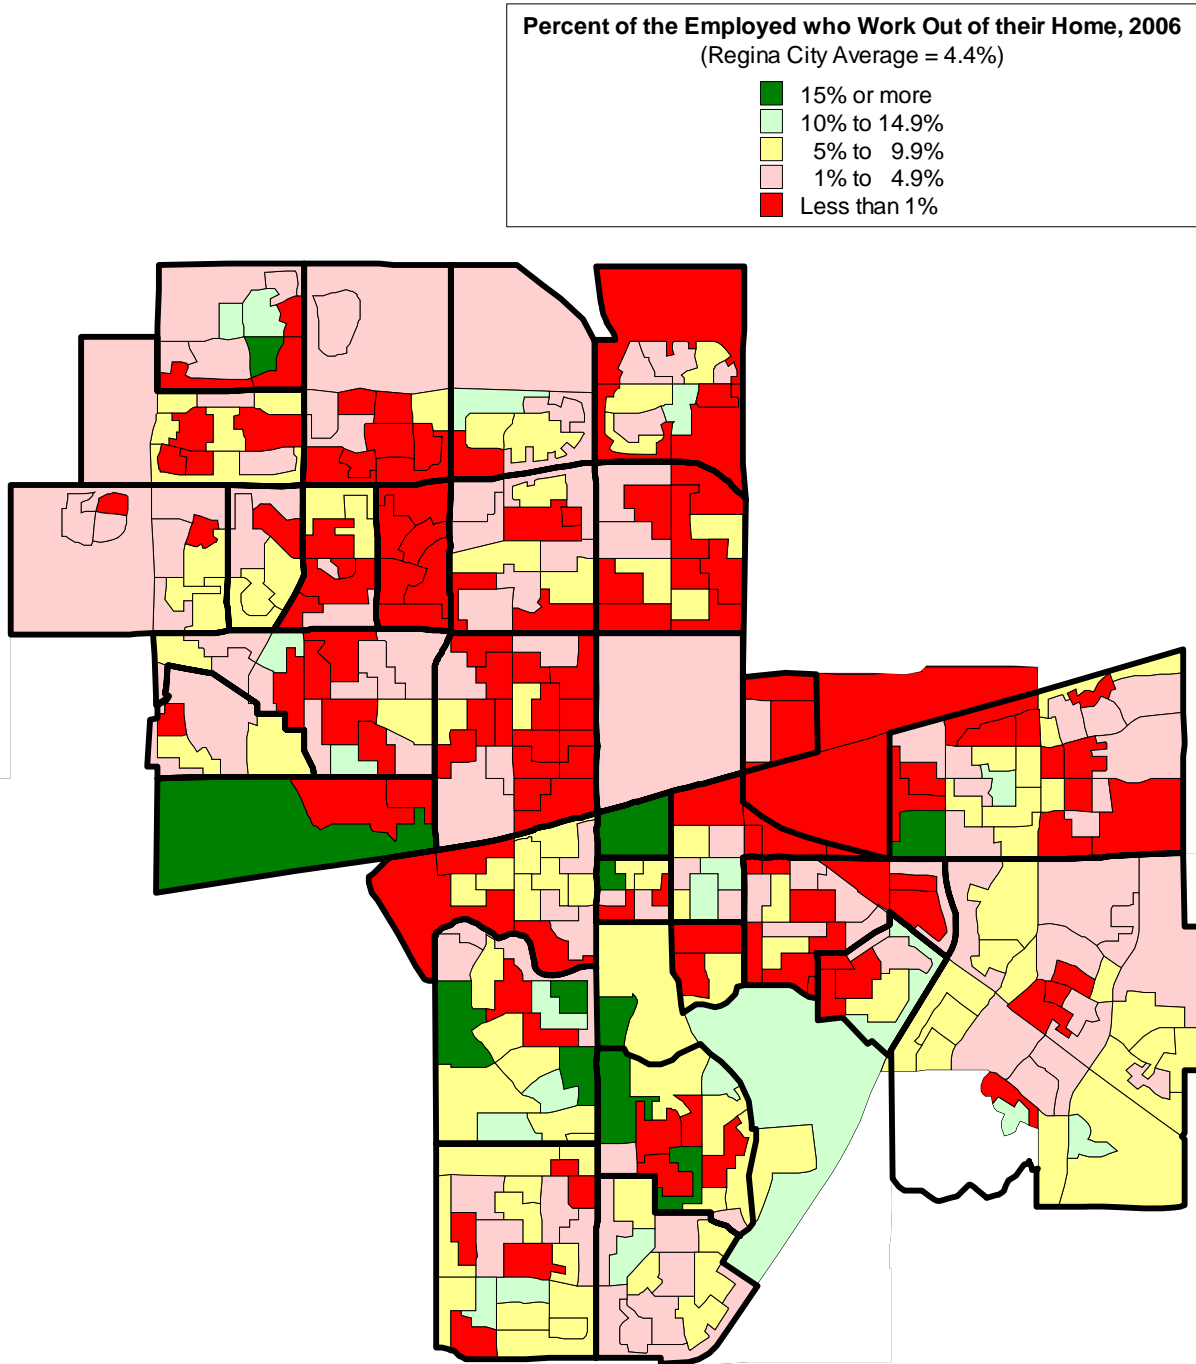 Percent of the Employed who Work Out of their Home, 2006
(Regina City Average = 4.4%)
15% or more
10% to 14.9%
5% to 9.9%
1% to 4.9%
Less than 1%